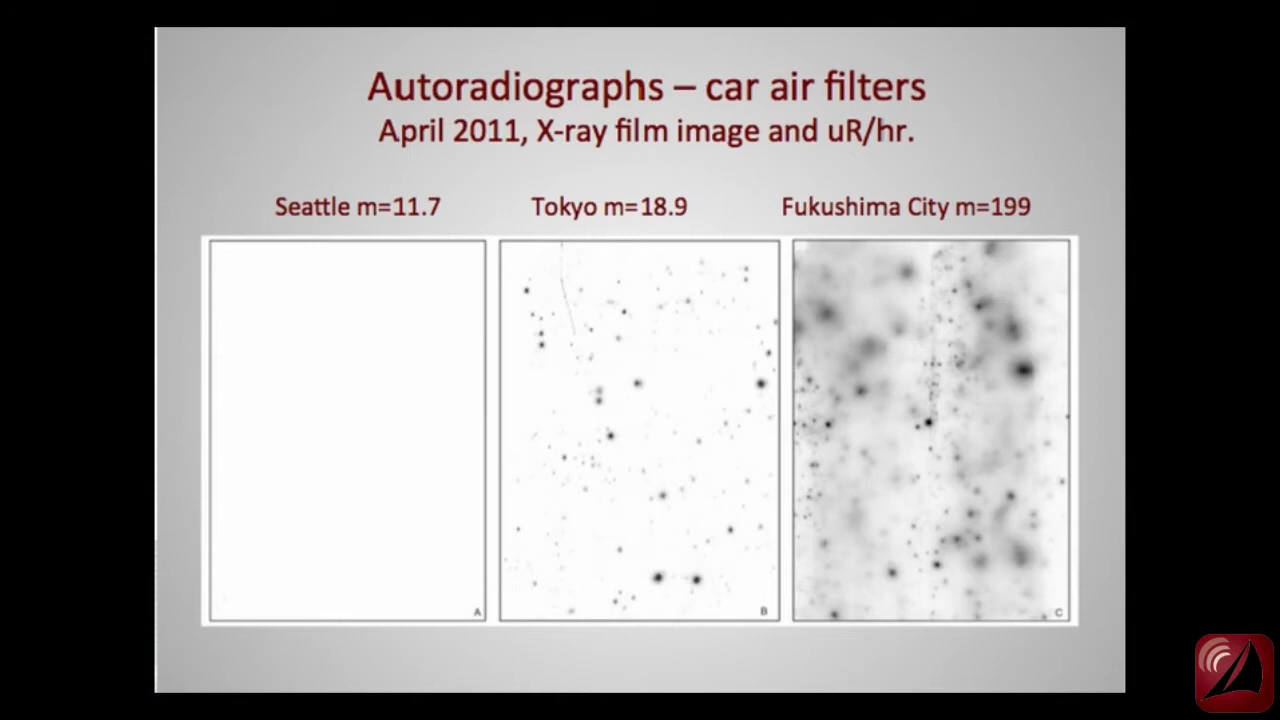 Autoradiographs – car air filters
April 2011, X-ray film image and uR/hr.
Seattle m=11.7
Tokyo m=18.9
Fukushima City m=199
A
B
C